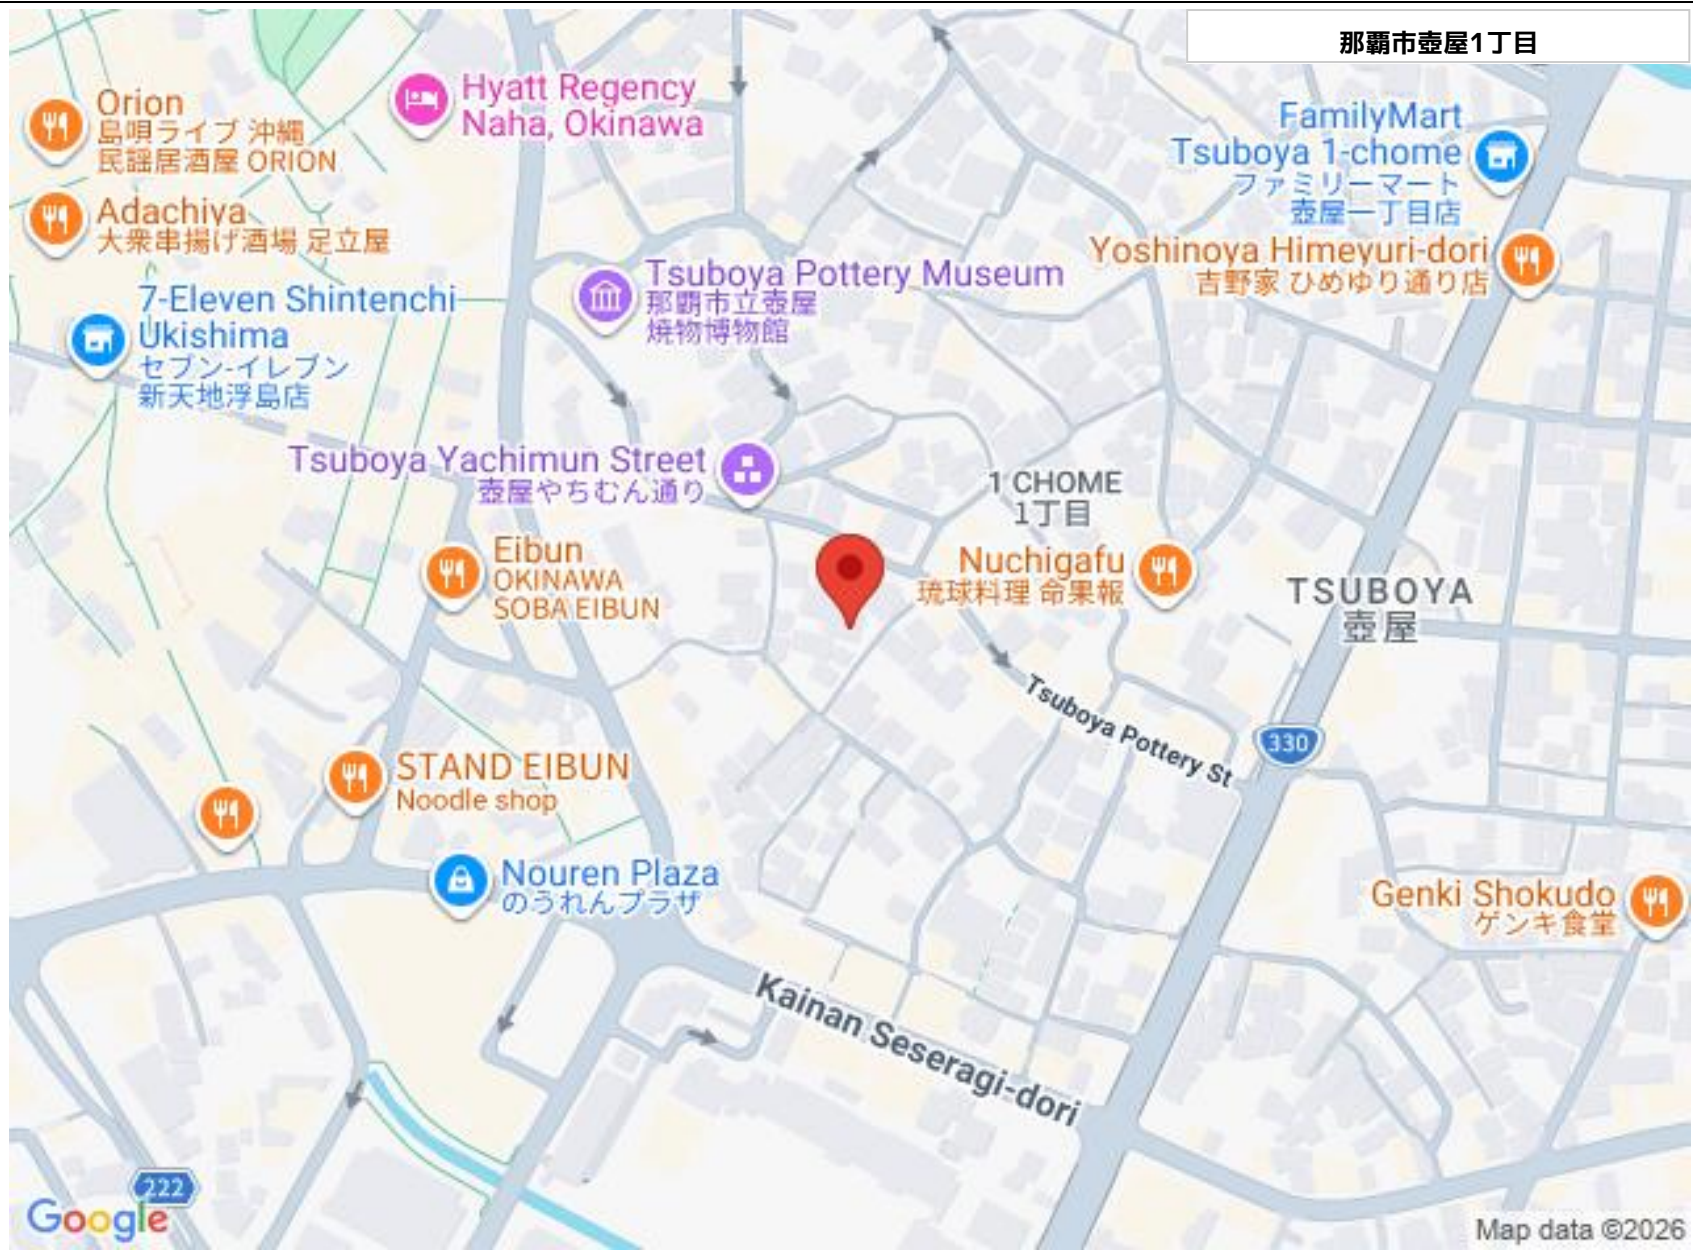 那覇市壺屋1丁目
Orion
島唄ライブ 沖縄
民謡居酒屋 ORION
Hyatt Regency
Naha, Okinawa
FamilyMart
Tsuboya 1-chome
ファミリーマート
壺屋一丁目店
Adachiya
大衆串揚げ酒場 足立屋
Yoshinoya Himeyuri-dori
吉野家 ひめゆり通り店
Tsuboya Pottery Museum
那覇市立壺屋
焼物博物館
7-Eleven Shintenchi
Ukishima
セブン-イレブン
新天地浮島店
Tsuboya Yachimun Street
壺屋やちむん通り
1 CHOME
1丁目
Eibun
OKINAWA
SOBA EIBUN
Nuchigafu
琉球料理 命果報
TSUBOYA
壺屋
Tsuboya Pottery St
330
STAND EIBUN
Noodle shop
Nouren Plaza
のうれんプラザ
Genki Shokudo
ゲンキ食堂
Kainan Seseragi-dori
222
Google
Map data ©2026